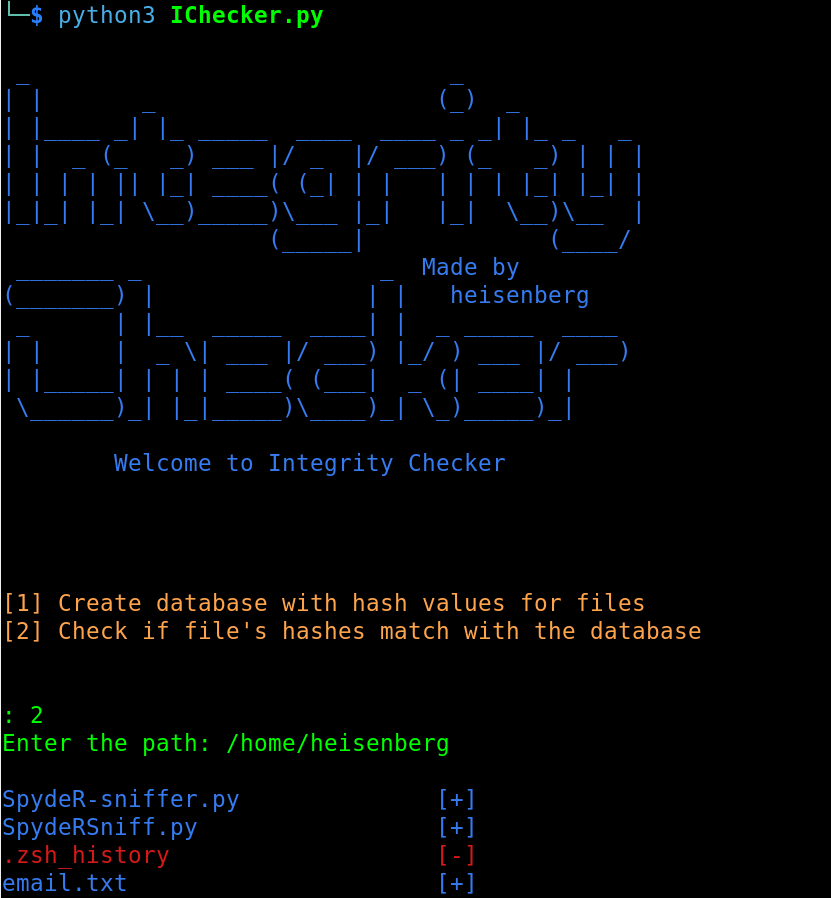 └─$ python3 IChecker.py
Integrity
Made by
heisenberg
Checker
Welcome to Integrity Checker
[1] Create database with hash values for files
[2] Check if file's hashes match with the database
: 2
Enter the path: /home/heisenberg
SpydeR-sniffer.py [+]
SpydeRSniff.py [+]
.zsh_history [-]
email.txt [+]